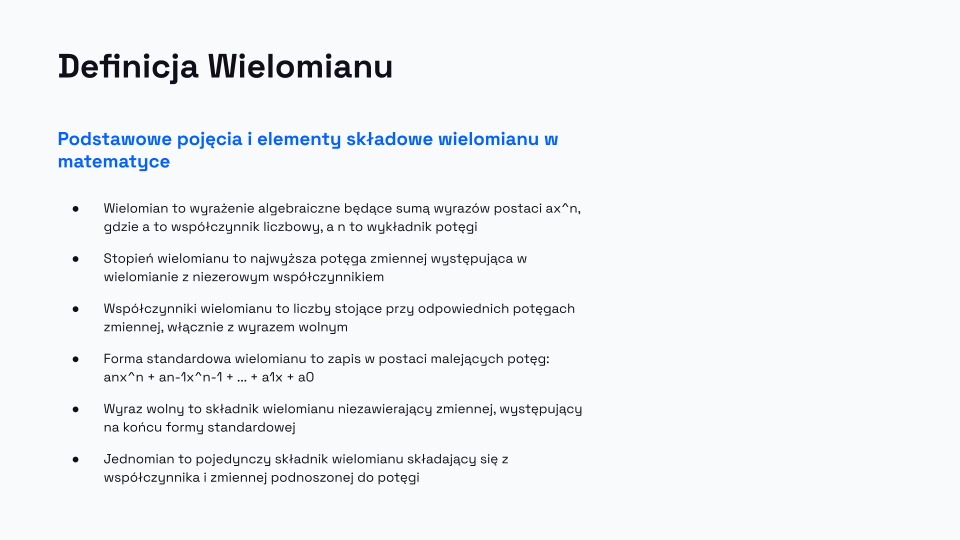 Definicja Wielomianu
Podstawowe pojęcia i elementy składowe wielomianu w
matematyce
● Wielomian to wyrażenie algebraiczne będące sumą wyrazów postaci ax^n,
gdzie a to współczynnik liczbowy, a n to wykładnik potęgi
● Stopień wielomianu to najwyższa potęga zmiennej występująca w
wielomianie z niezerowym współczynnikiem
● Współczynniki wielomianu to liczby stojące przy odpowiednich potęgach
zmiennej, włącznie z wyrazem wolnym
● Forma standardowa wielomianu to zapis w postaci malejących potęg:
anx^n + an-1x^n-1 + ... + a1x + a0
● Wyraz wolny to składnik wielomianu niezawierający zmiennej, występujący
na końcu formy standardowej
● Jednomian to pojedynczy składnik wielomianu składający się z
współczynnika i zmiennej podnoszonej do potęgi